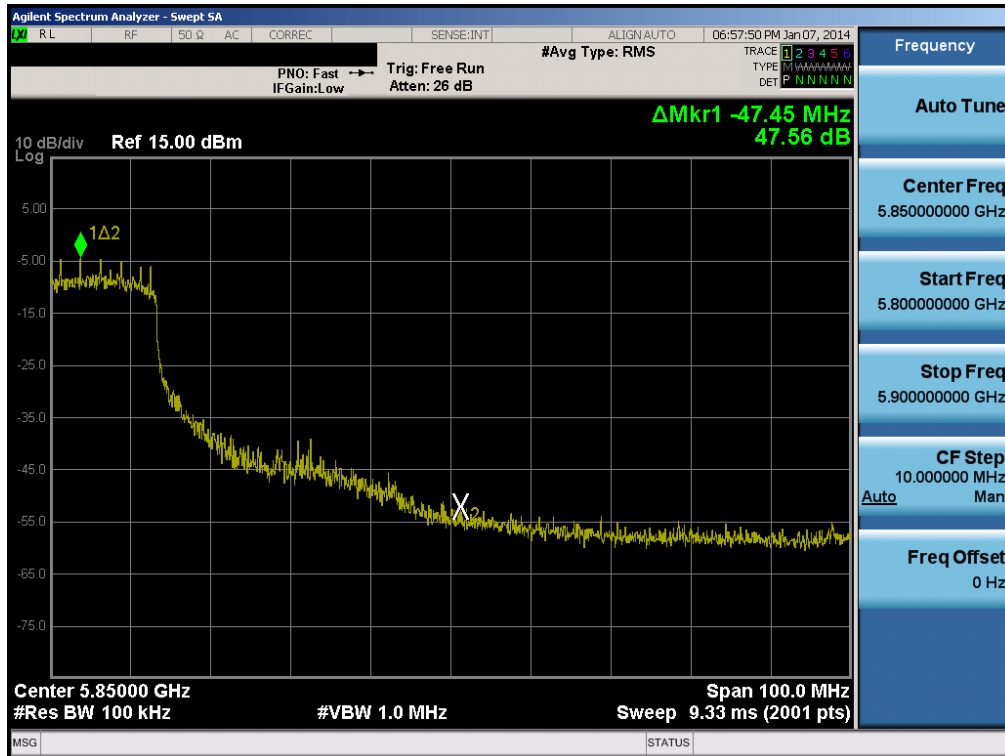 Agilent Spectrum Analyzer - Swept SA
LXI RL RF 50 Ω AC CORREC SENSE:INT ALIGN AUTO 06:57:50 PM Jan 07, 2014
Frequency
#Avg Type: RMS
TRACE 1 2 3 4 5 6
PNO: Fast
Trig: Free Run
TYPE MWWWWW
IFGain:Low
Atten: 26 dB
DET P N N N N N
Auto Tune
ΔMkr1 -47.45 MHz
10 dB/div Ref 15.00 dBm 47.56 dB
Log
Center Freq
5.850000000 GHz
5.00
1Δ2
-5.00
Start Freq
5.800000000 GHz
-15.0
-25.0
Stop Freq
5.900000000 GHz
-35.0
-45.0
CF Step
10.000000 MHz
Auto Man
X2
-55.0
Freq Offset
0 Hz
-65.0
-75.0
Center 5.85000 GHz Span 100.0 MHz
#Res BW 100 kHz #VBW 1.0 MHz Sweep 9.33 ms (2001 pts)
MSG STATUS